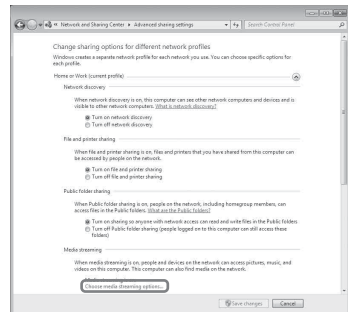 « Network and Sharing Center ▸ Advanced sharing settings
Search Control Panel
Change sharing options for different network profiles
Windows creates a separate network profile for each network you use. You can choose specific options for
each profile.
Home or Work (current profile)
Network discovery
When network discovery is on, this computer can see other network computers and devices and is
visible to other network computers. What is network discovery?
Turn on network discovery
Turn off network discovery
File and printer sharing
When file and printer sharing is on, files and printers that you have shared from this computer can
be accessed by people on the network.
Turn on file and printer sharing
Turn off file and printer sharing
Public folder sharing
When Public folder sharing is on, people on the network, including homegroup members, can
access files in the Public folders. What are the Public folders?
Turn on sharing so anyone with network access can read and write files in the Public folders
Turn off Public folder sharing (people logged on to this computer can still access these
folders)
Media streaming
When media streaming is on, people and devices on the network can access pictures, music, and
videos on this computer. This computer can also find media on the network.
Choose media streaming options...
Save changes
Cancel